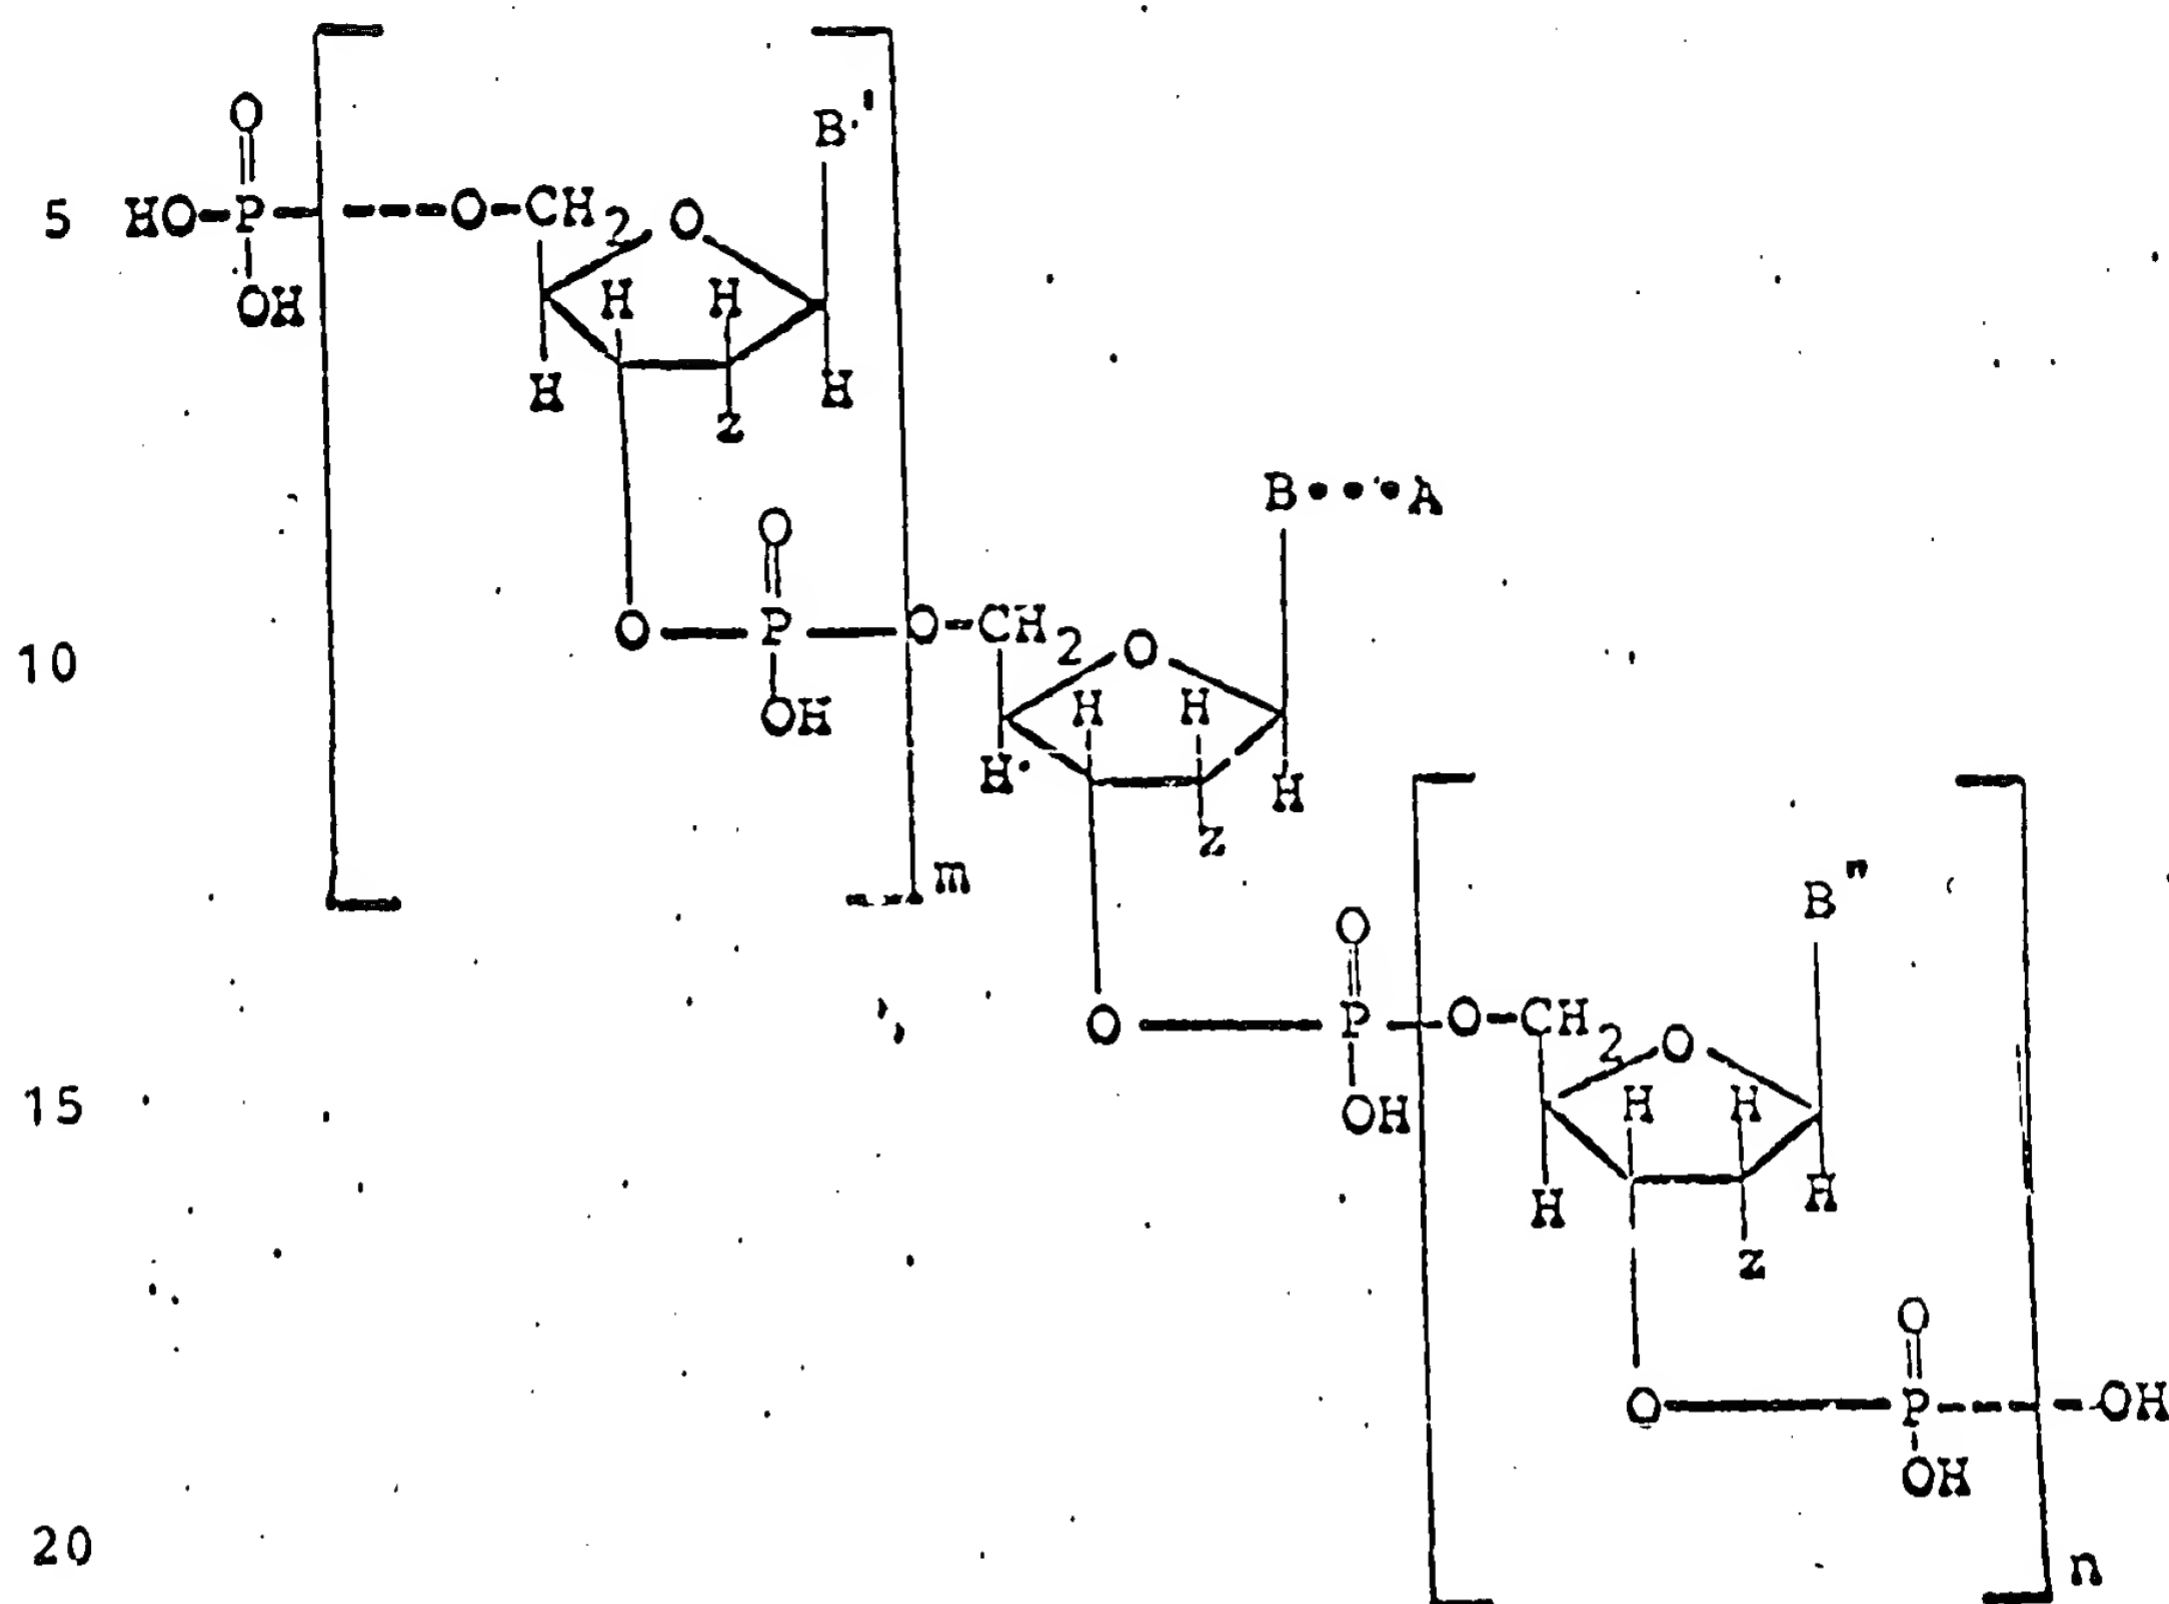 O
B'
5 HO-P-O-CH2 O
OH H H
H Z H
B•••A
O
10 O-P-O-CH2 O
OH H H
H Z H
m
B"
O
O-P-O-CH2 O
15 OH H H
H Z H
O
O-P-OH
OH
20 n